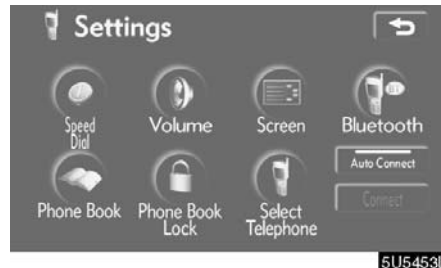 Settings
Speed
Dial
Volume
Screen
Bluetooth
Auto Connect
Phone Book
Phone Book
Lock
Select
Telephone
Connect
5U5453